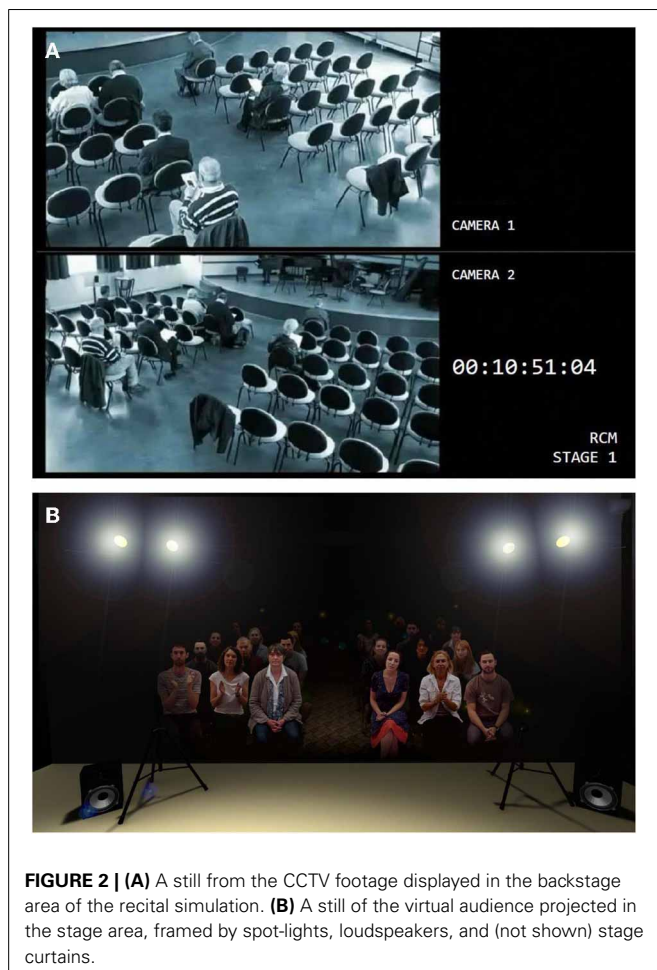 A
CAMERA 1
CAMERA 2
00:10:51:04
RCM
STAGE 1
B
FIGURE 2 | (A) A still from the CCTV footage displayed in the backstage
area of the recital simulation. (B) A still of the virtual audience projected in
the stage area, framed by spot-lights, loudspeakers, and (not shown) stage
curtains.